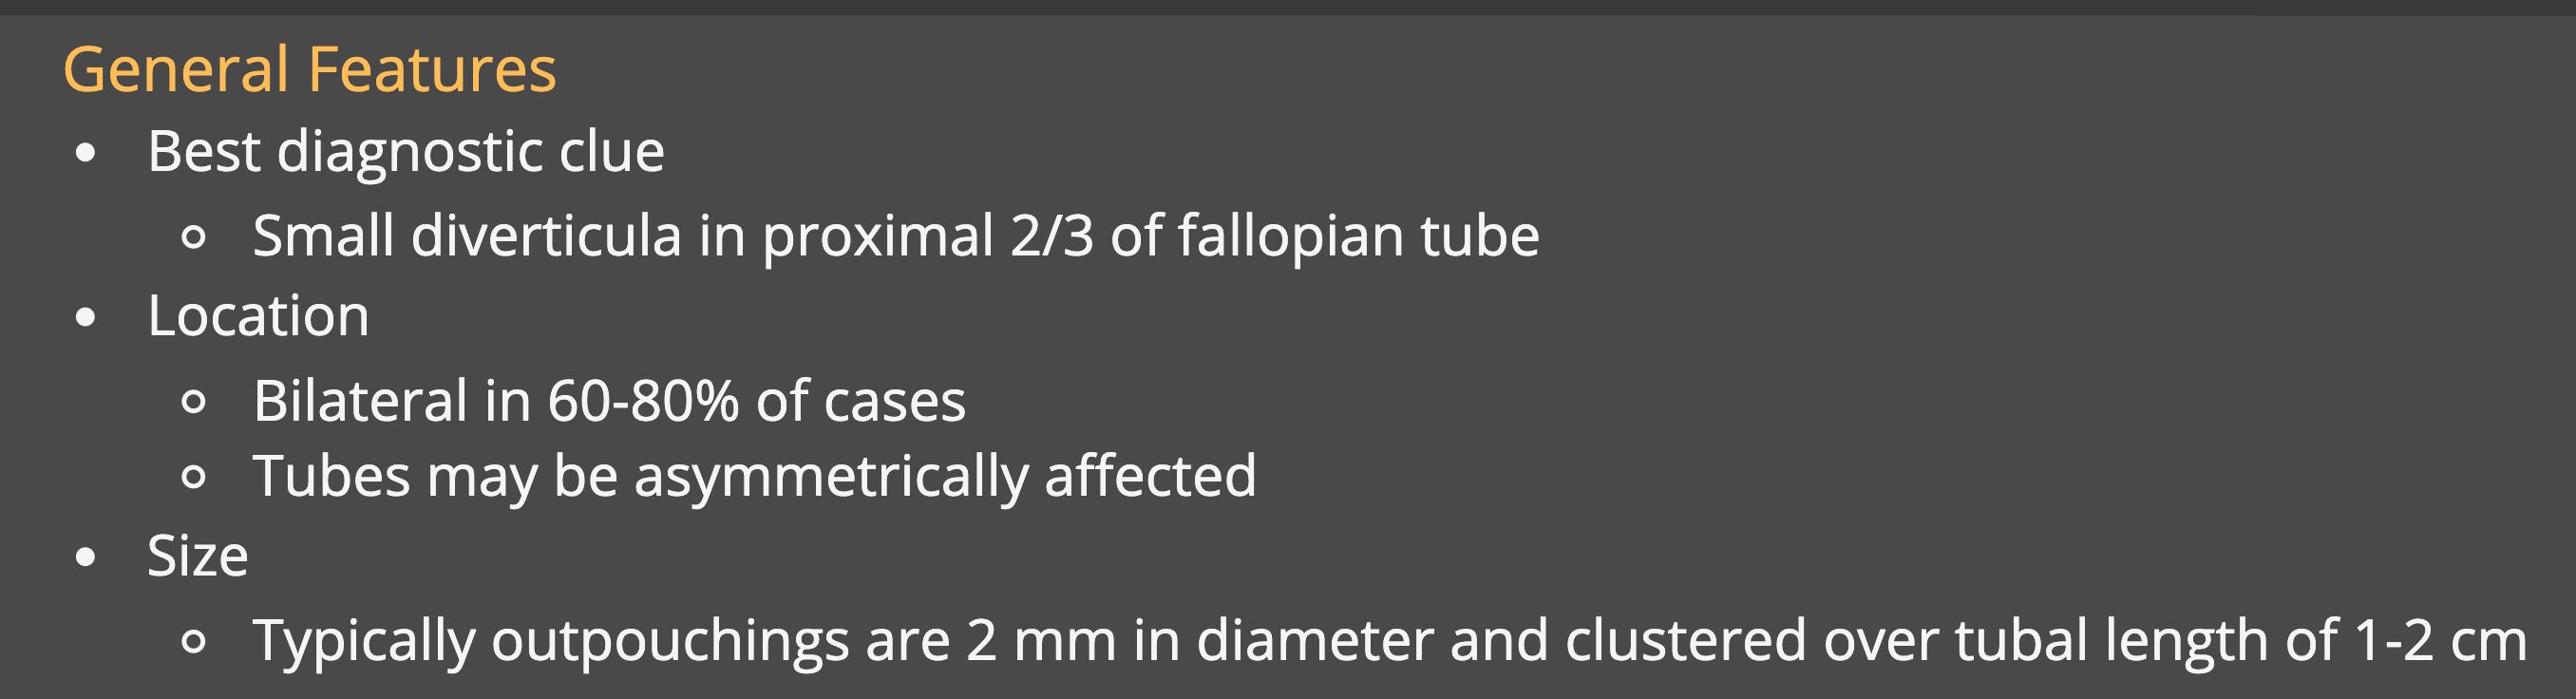 General Features
• Best diagnostic clue
○ Small diverticula in proximal 2/3 of fallopian tube
• Location
○ Bilateral in 60-80% of cases
○ Tubes may be asymmetrically affected
• Size
○ Typically outpouchings are 2 mm in diameter and clustered over tubal length of 1-2 cm